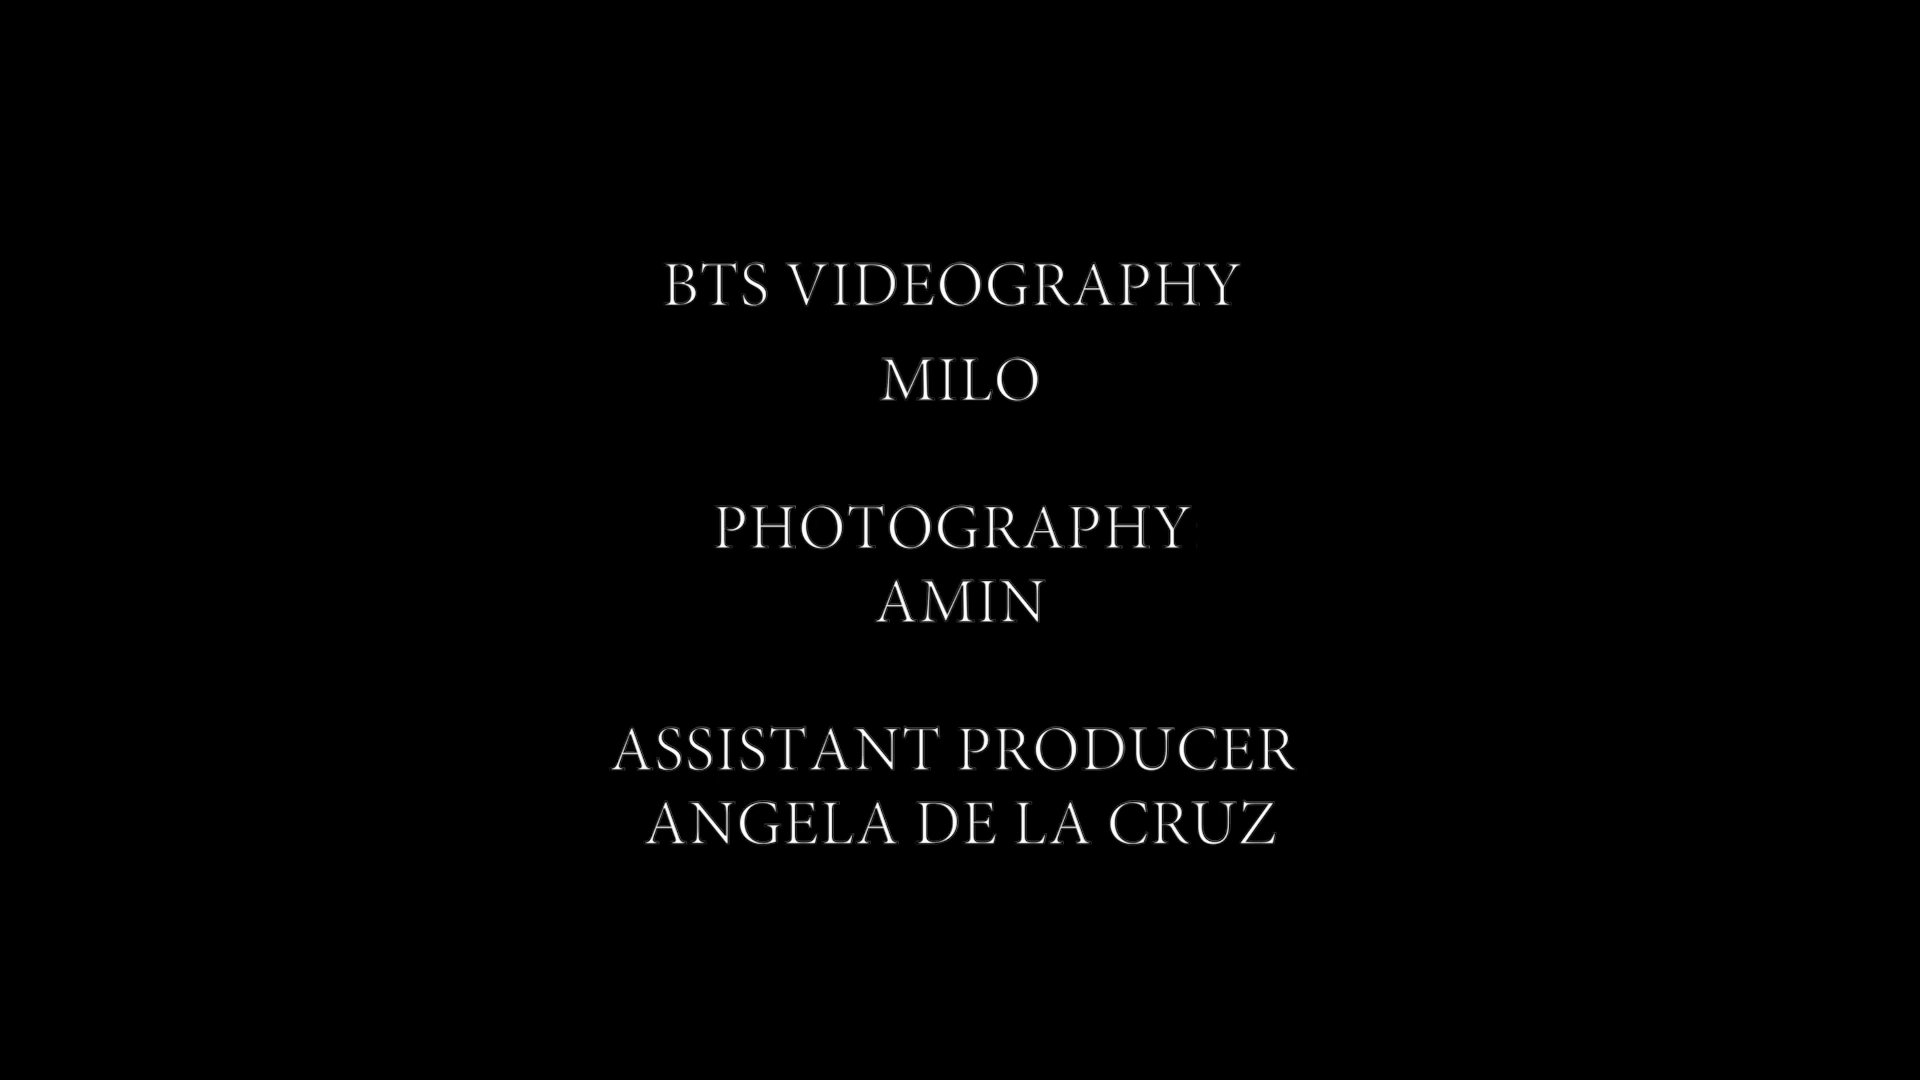 BTS VIDEOGRAPHY
MILO
PHOTOGRAPHY
AMIN
ASSISTANT PRODUCER
ANGELA DE LA CRUZ